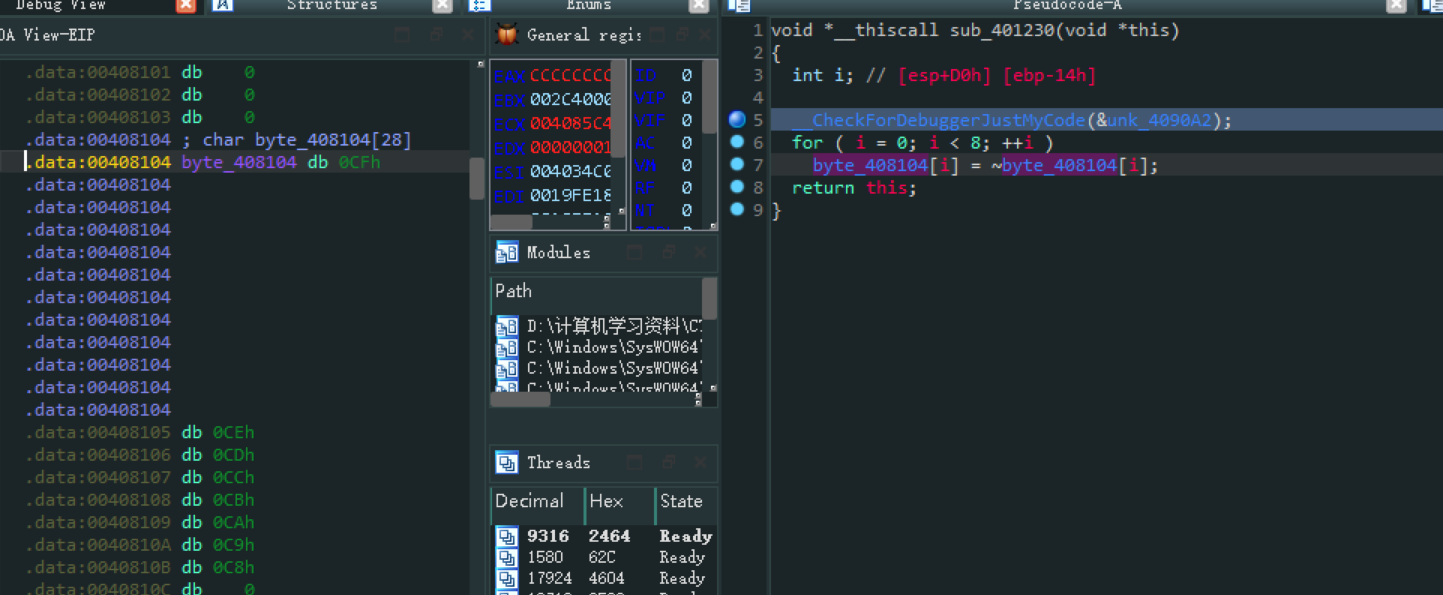 Debug View
Structures
Enums
Pseudocode-A
General regis
.data:00408101 db 0
.data:00408102 db 0
.data:00408103 db 0
.data:00408104 ; char byte_408104[28]
.data:00408104 byte_408104 db 0CFh
.data:00408104
.data:00408104
.data:00408104
.data:00408104
.data:00408104
.data:00408104
.data:00408104
.data:00408104
.data:00408104
.data:00408104
.data:00408104
.data:00408105 db 0CEh
.data:00408106 db 0CDh
.data:00408107 db 0CCh
.data:00408108 db 0CBh
.data:00408109 db 0CAh
.data:0040810A db 0C9h
.data:0040810B db 0C8h
.data:0040810C db 0
EAX CCCCCCCC
EBX 002C4000
ECX 004085C4
EDX 00000001
ESI 004034C0
EDI 0019FE18
ID 0
VIP 0
VIF 0
AC 0
VM 0
RF 0
NT 0
Modules
Path
D:\计算机学习资料\CT
C:\Windows\SysWOW64
C:\Windows\SysWOW64
C:\Windows\SysWOW64
Threads
Decimal Hex State
9316 2464 Ready
1580 62C Ready
17924 4604 Ready
1 void *__thiscall sub_401230(void *this)
2 {
3 int i; // [esp+D0h] [ebp-14h]
4
5 __CheckForDebuggerJustMyCode(&unk_4090A2);
6 for ( i = 0; i < 8; ++i )
7 byte_408104[i] = ~byte_408104[i];
8 return this;
9 }